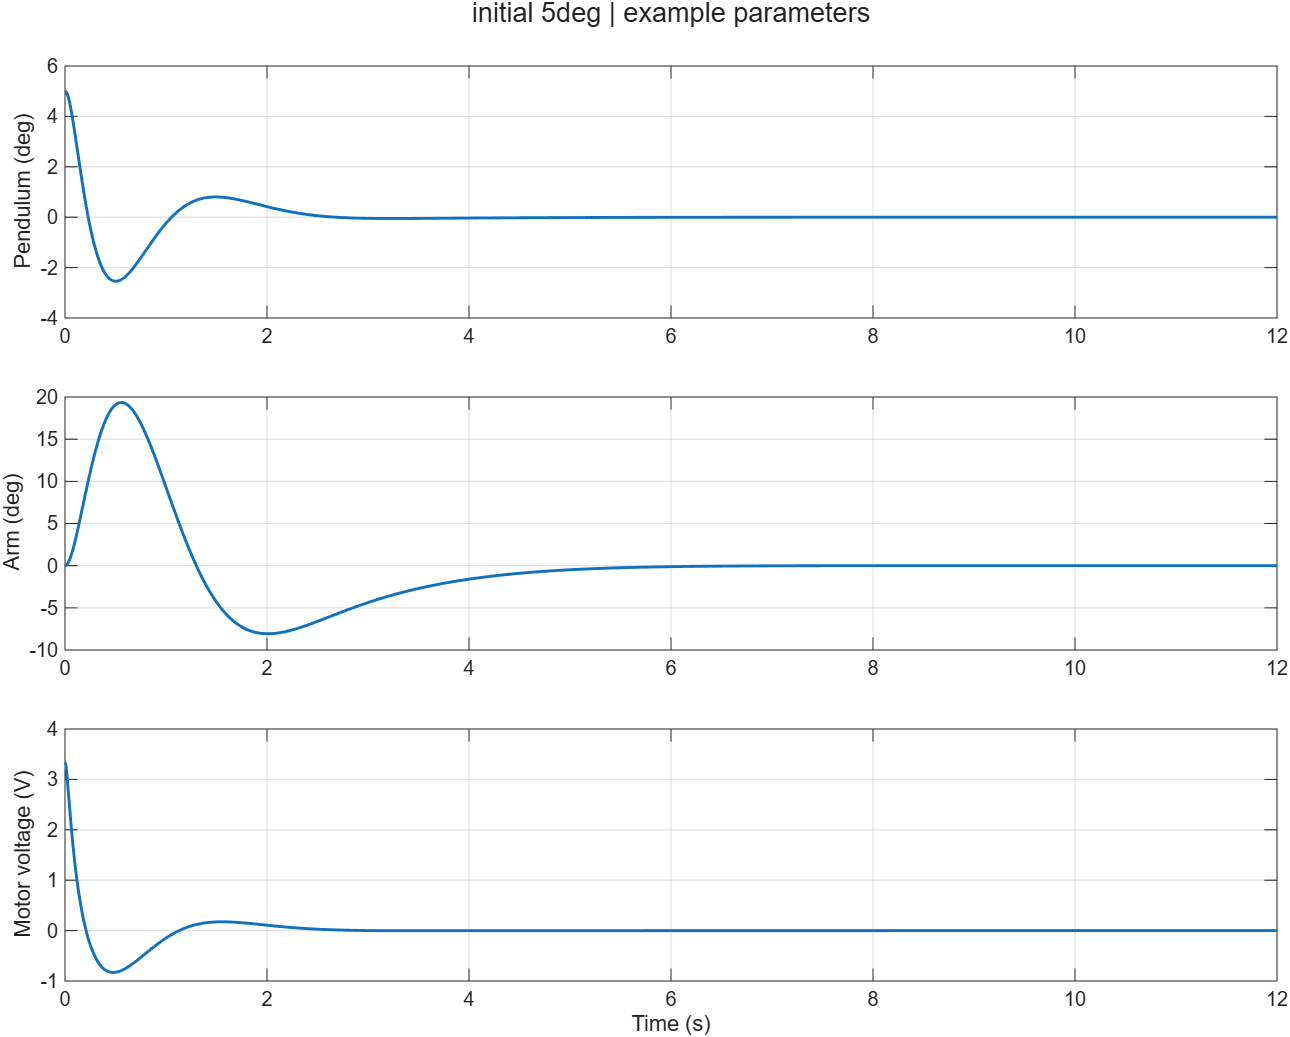 initial 5deg | example parameters
6
4
2
0
-2
-4
Pendulum (deg)
0 2 4 6 8 10 12
20
15
10
5
0
-5
-10
Arm (deg)
0 2 4 6 8 10 12
4
3
2
1
0
-1
Motor voltage (V)
0 2 4 6 8 10 12
Time (s)